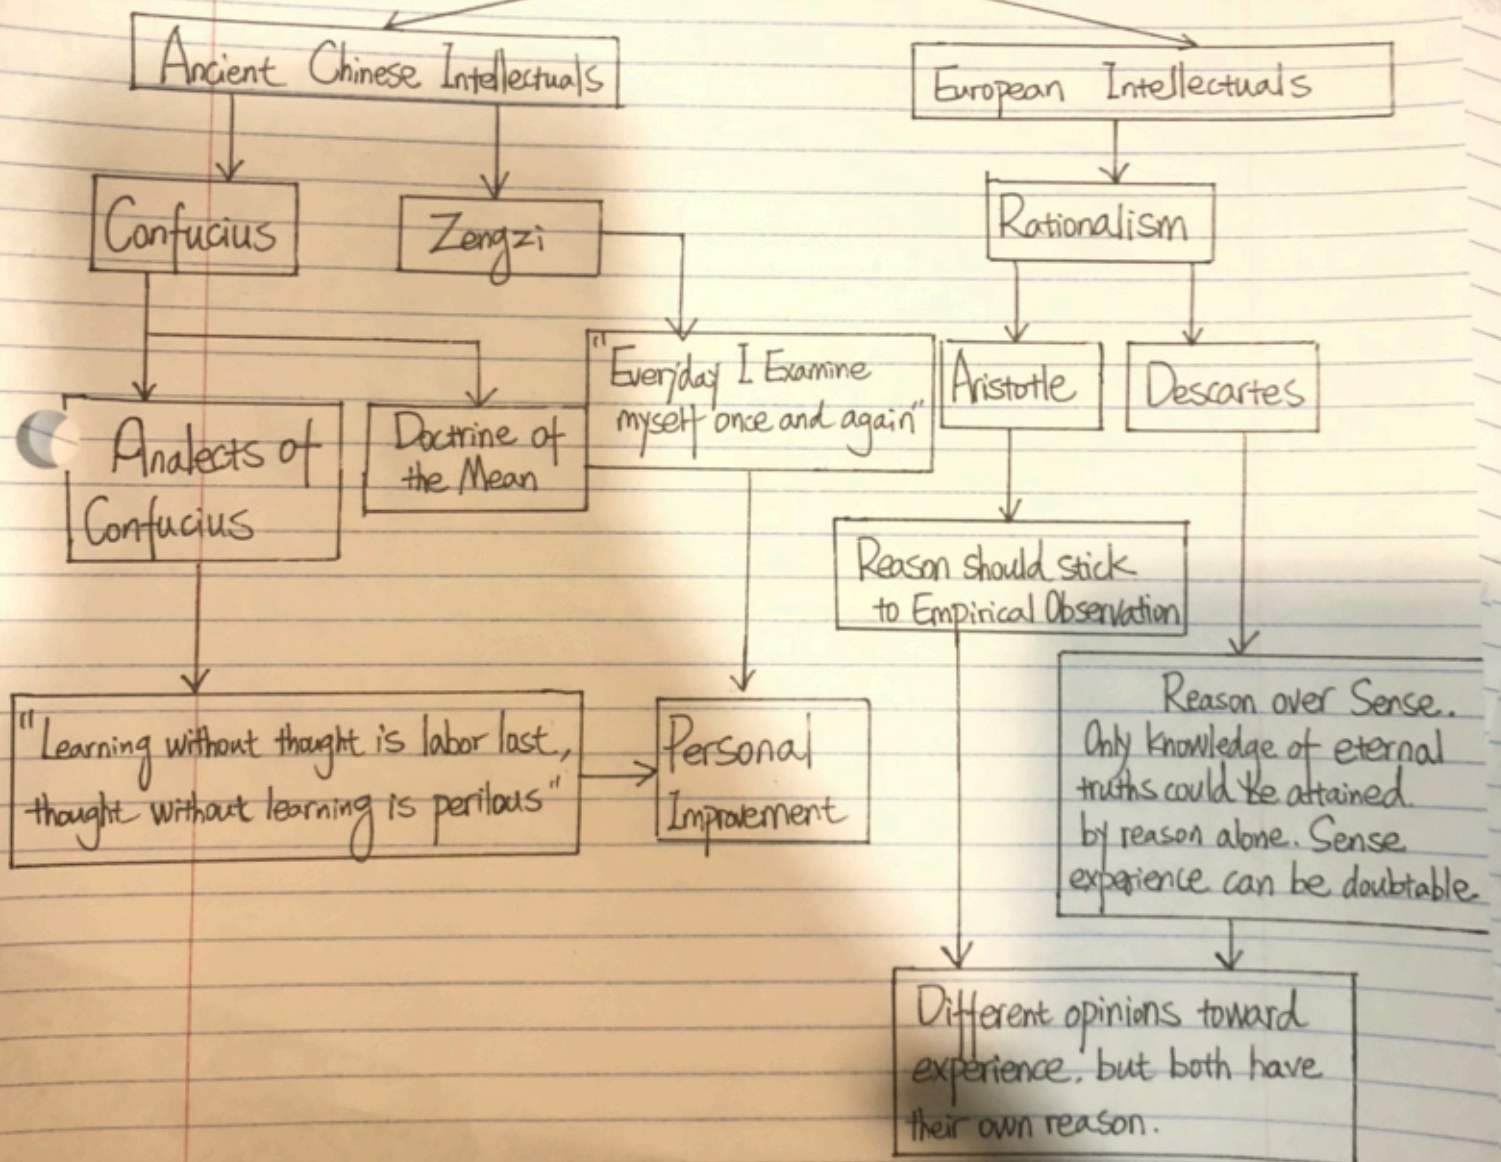 Ancient Chinese Intellectuals
European Intellectuals
Confucius
Zengzi
Rationalism
"Everyday I Examine
myself once and again"
Aristotle
Descartes
Analects of
Confucius
Doctrine of
the Mean
Reason should stick
to Empirical Observation
Reason over Sense.
Only knowledge of eternal
truths could be attained
by reason alone. Sense
experience can be doubtable
"Learning without thought is labor lost,
thought without learning is perilous"
Personal
Improvement
Different opinions toward
experience, but both have
their own reason.